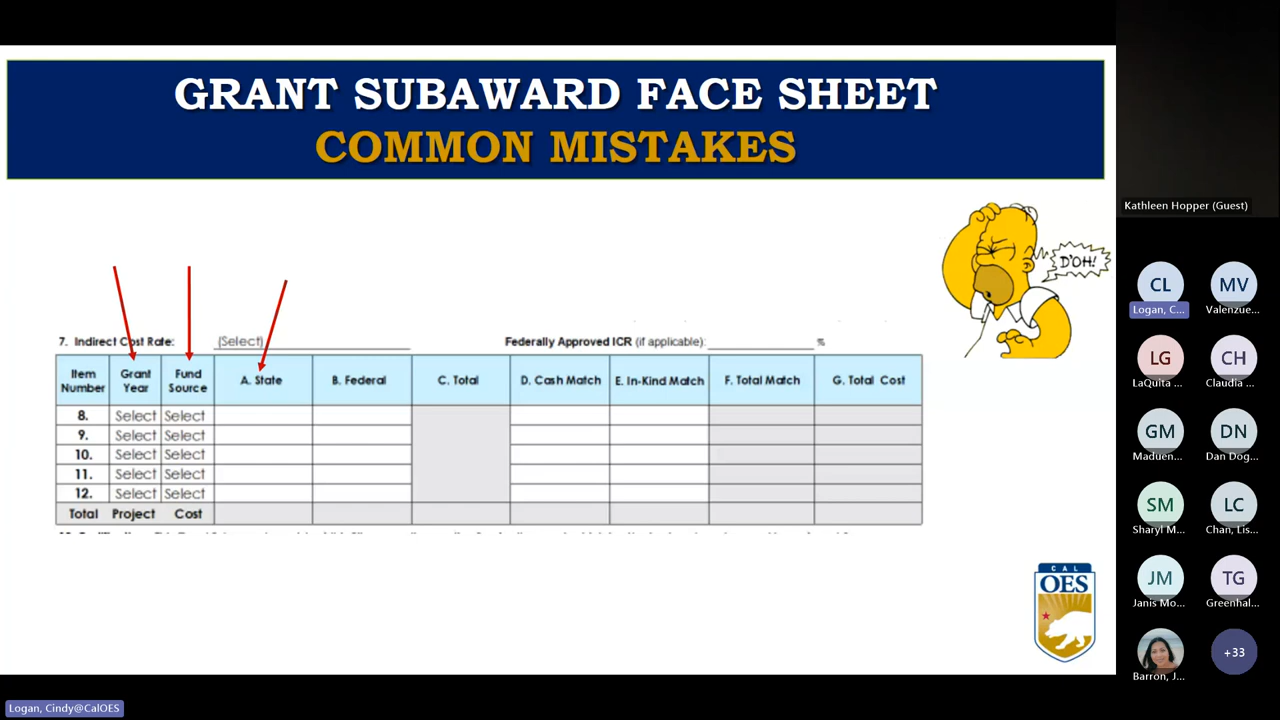 GRANT SUBAWARD FACE SHEET
COMMON MISTAKES
D'OH!
7. Indirect Cost Rate: (Select) Federally Approved ICR (if applicable): %
Item Number Grant Year Fund Source A. State B. Federal C. Total D. Cash Match E. In-Kind Match F. Total Match G. Total Cost
8. Select Select
9. Select Select
10. Select Select
11. Select Select
12. Select Select
Total Project Cost
CAL
OES
Kathleen Hopper (Guest)
CL MV
Logan, C... Valenzue...
LG CH
LaQuita ... Claudia ...
GM DN
Maduen... Dan Dog...
SM LC
Sharyl M... Chan, Lis...
JM TG
Janis Mo... Greenhal...
+33
Barron, J...
Logan, Cindy@CalOES